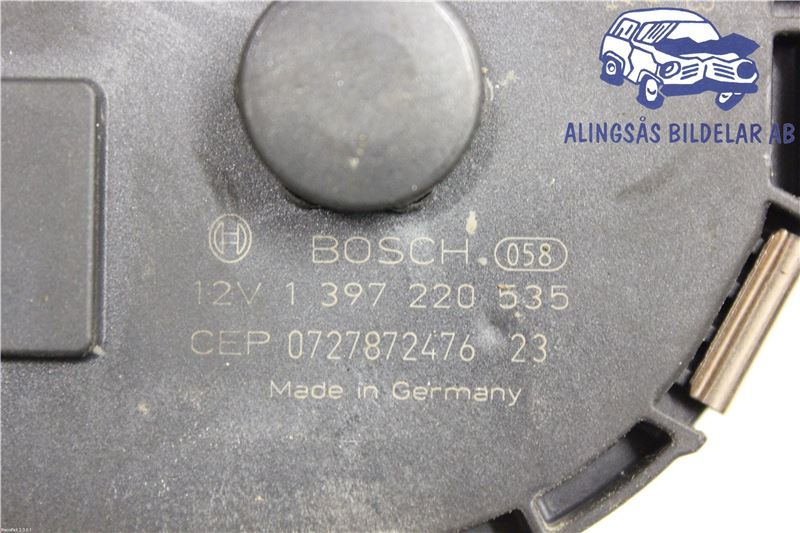 ALINGSÅS BILDELAR AB
BOSCH 058
12V 1 397 220 535
CEP 0727872476 23
Made in Germany